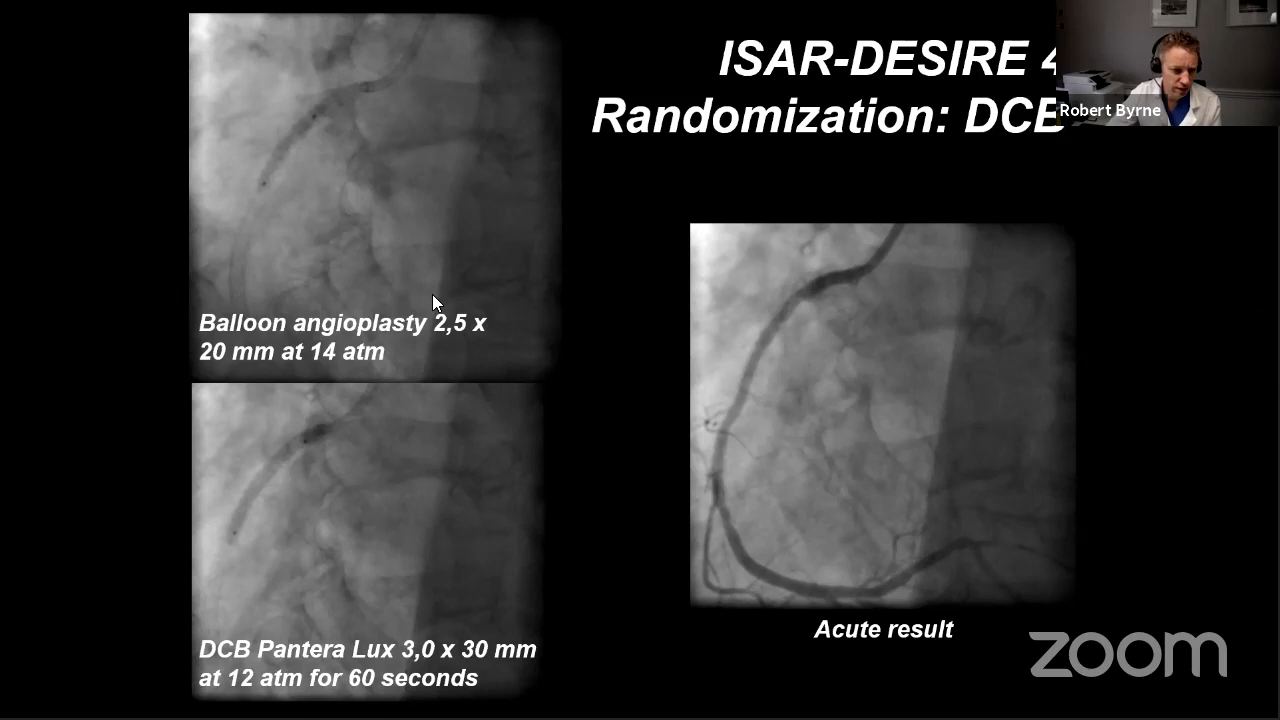 ISAR-DESIRE 4
Randomization: DCB
Robert Byrne
Balloon angioplasty 2,5 x
20 mm at 14 atm
DCB Pantera Lux 3,0 x 30 mm
at 12 atm for 60 seconds
Acute result
zoom